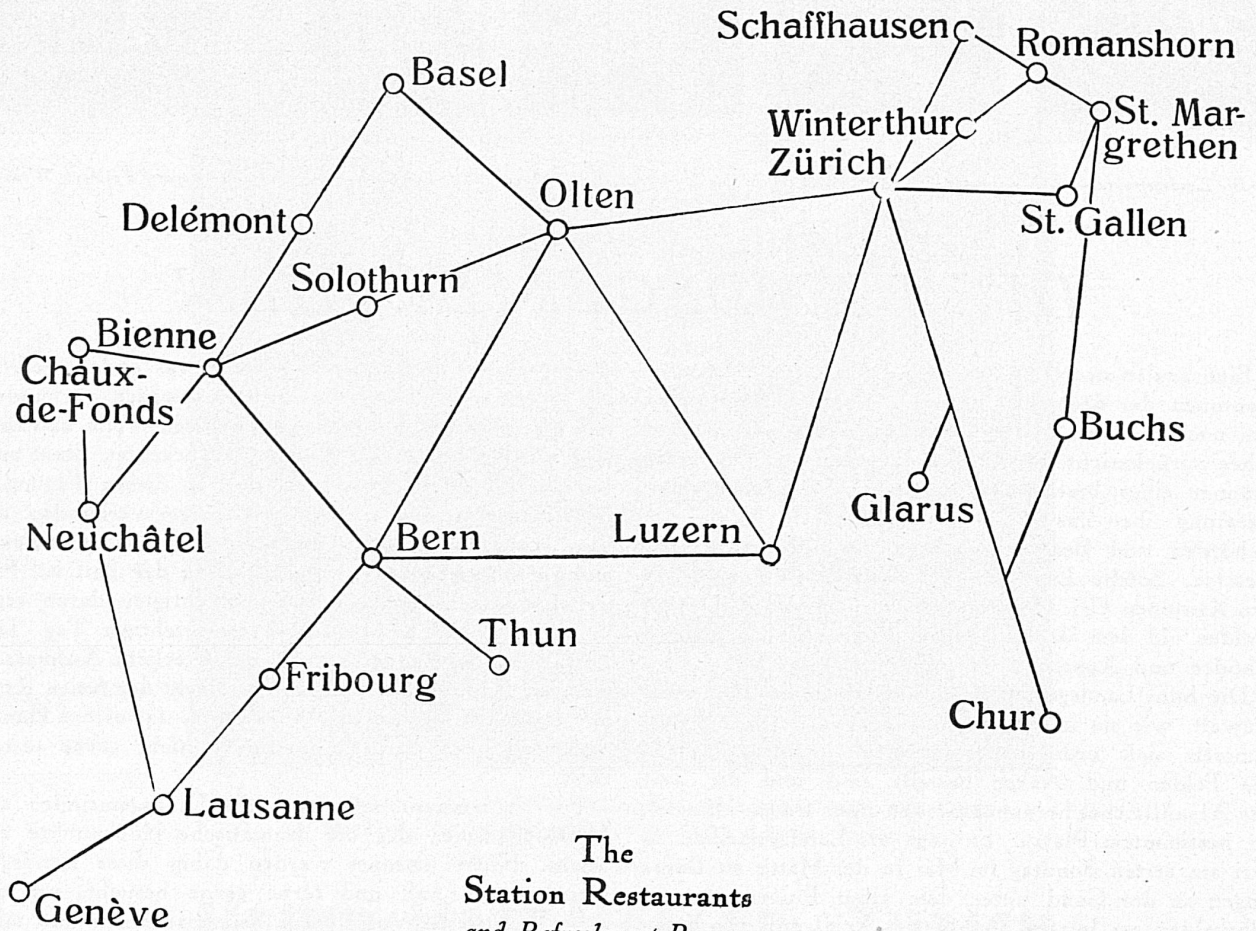 Schaffhausen
Romanshorn
Basel
St. Mar-
grethen
Winterthur
Zürich
Olten
Delémont
St. Gallen
Solothurn
Bienne
Chaux-
de-Fonds
Buchs
Glarus
Neuchâtel
Bern
Luzern
Thun
Fribourg
Chur
Lausanne
Genève
The
Station Restaurants